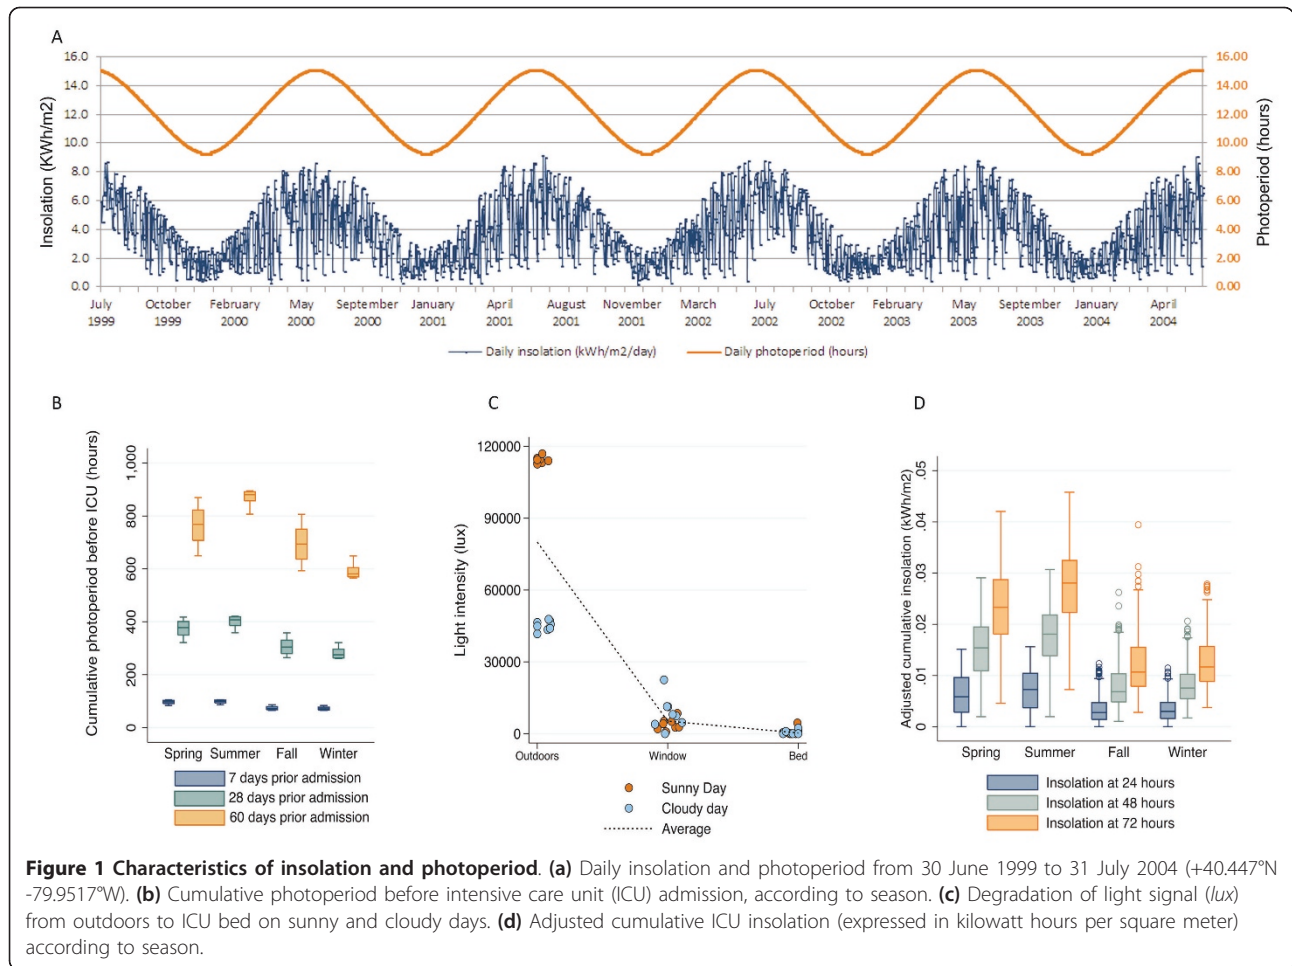 A
16.0
14.0
12.0
10.0
8.0
6.0
4.0
2.0
0.0
Insolation (KWh/m2)
16.00
14.00
12.00
10.00
8.00
6.00
4.00
2.00
0.00
Photoperiod (hours)
July October February May September January April August November March July October February May September January April
1999 1999 2000 2000 2000 2001 2001 2001 2001 2002 2002 2002 2003 2003 2003 2004 2004
Daily insolation (kWh/m2/day) Daily photoperiod (hours)
B
Cumulative photoperiod before ICU (hours)
1,000
800
600
400
200
0
Spring Summer Fall Winter
7 days prior admission
28 days prior admission
60 days prior admission
C
Light intensity (lux)
120000
90000
60000
30000
0
Outdoors Window Bed
Sunny Day
Cloudy day
Average
D
Adjusted cumulative insolation (kWh/m2)
.05
.04
.03
.02
.01
0
Spring Summer Fall Winter
Insolation at 24 hours
Insolation at 48 hours
Insolation at 72 hours
Figure 1 Characteristics of insolation and photoperiod. (a) Daily insolation and photoperiod from 30 June 1999 to 31 July 2004 (+40.447°N
-79.9517°W). (b) Cumulative photoperiod before intensive care unit (ICU) admission, according to season. (c) Degradation of light signal (lux)
from outdoors to ICU bed on sunny and cloudy days. (d) Adjusted cumulative ICU insolation (expressed in kilowatt hours per square meter)
according to season.